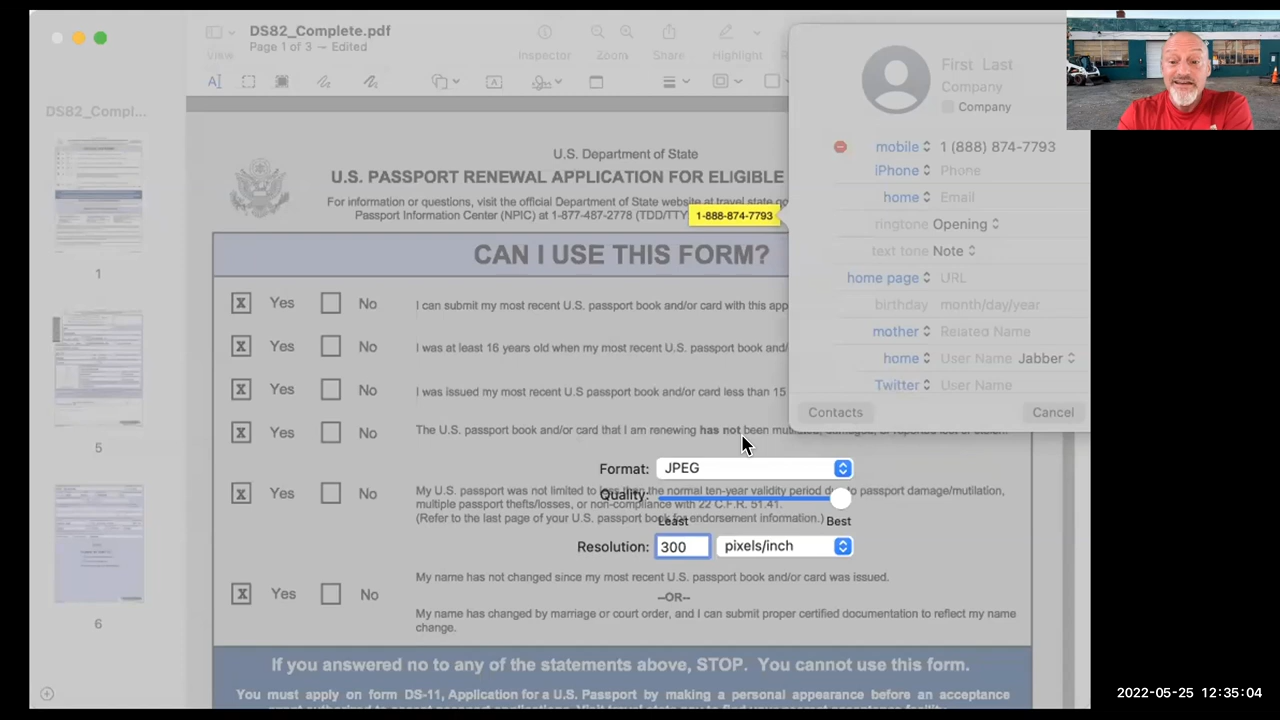 DS82_Complete.pdf
Page 1 of 3 – Edited
View
Inspector
Zoom
Share
Highlight
DS82_Compl...
1
5
6
U.S. Department of State
U.S. PASSPORT RENEWAL APPLICATION FOR ELIGIBLE
For information or questions, visit the official Department of State website at travel.state
Passport Information Center (NPIC) at 1-877-487-2778 (TDD/TTY
1-888-874-7793
CAN I USE THIS FORM?
X Yes No I can submit my most recent U.S. passport book and/or card with this
X Yes No I was at least 16 years old when my most recent U.S. passport book and/
X Yes No I was issued my most recent U.S passport book and/or card less than 15
X Yes No The U.S. passport book and/or card that I am renewing has not been
X Yes No My U.S. passport was not limited to less than the normal ten-year validity period due to passport damage/mutilation,
multiple passport thefts/losses, or non-compliance with 22 C.F.R. 51.41.
(Refer to the last page of your U.S. passport book for endorsement information.)
X Yes No My name has not changed since my most recent U.S. passport book and/or card was issued.
--OR--
My name has changed by marriage or court order, and I can submit proper certified documentation to reflect my name
change.
If you answered no to any of the statements above, STOP. You cannot use this form.
You must apply on form DS-11, Application for a U.S. Passport by making a personal appearance before an acceptance
First Last
Company
Company
mobile 1 (888) 874-7793
iPhone Phone
home Email
ringtone Opening
text tone Note
home page URL
birthday month/day/year
mother Related Name
home User Name Jabber
Twitter User Name
Contacts
Cancel
Format: JPEG
Quality:
Least Best
Resolution: 300 pixels/inch
2022-05-25 12:35:04